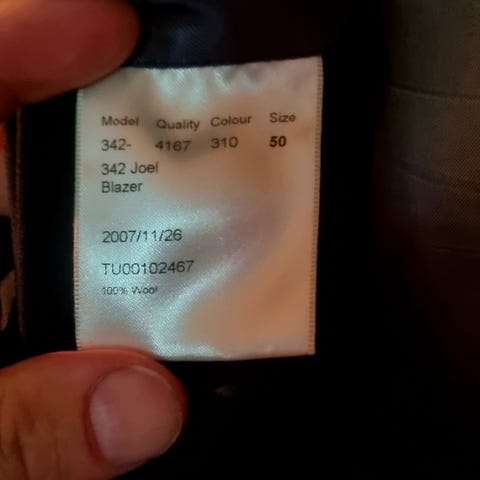 Model Quality Colour Size
342- 4167 310 50
342 Joel
Blazer
2007/11/26
TU00102467
100% Wool